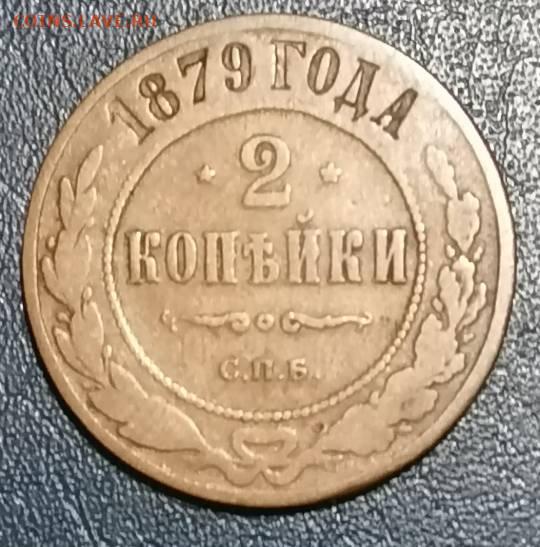 COINS.LAVE.RU
1879 ГОДА
2
КОПѢЙКИ
С.П.Б.